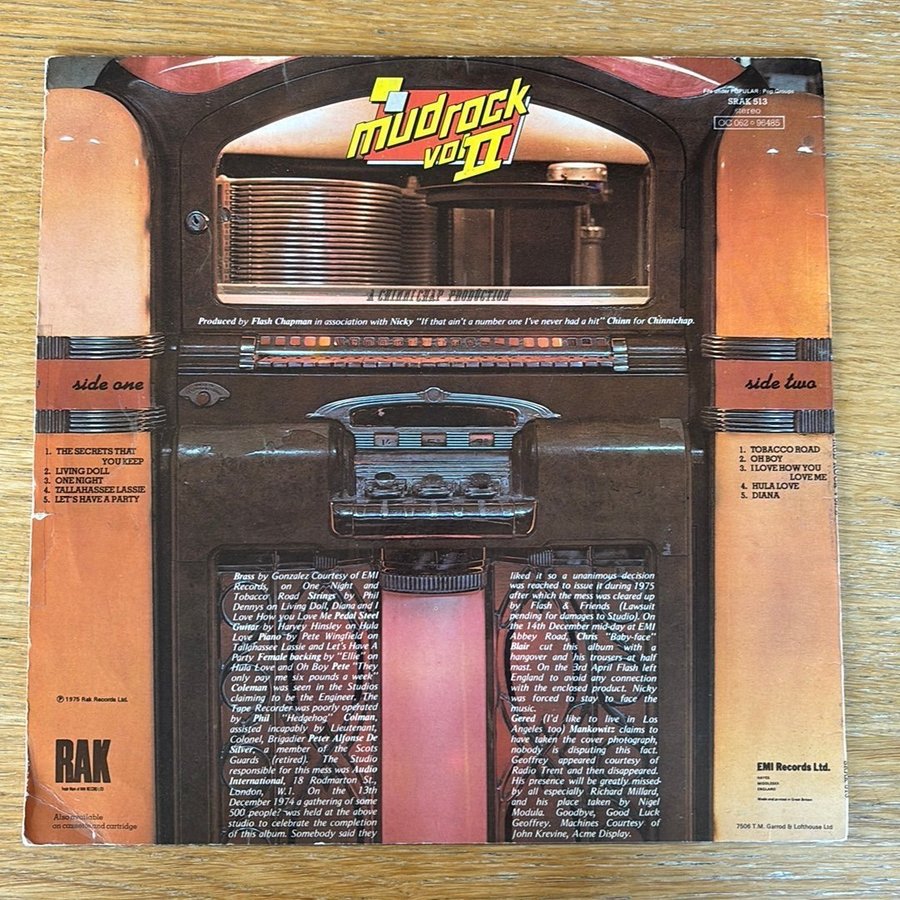 mudrock
vol II
File under POPULAR : Pop Groups
SRAK 513
stereo
OC 062 o 96485
A CHINNICHAP PRODUCTION
Produced by Flash Chapman in association with Nicky "If that ain't a number one I've never had a hit" Chinn for Chinnichap.
side one
1. THE SECRETS THAT
YOU KEEP
2. LIVING DOLL
3. ONE NIGHT
4. TALLAHASSEE LASSIE
5. LET'S HAVE A PARTY
side two
1. TOBACCO ROAD
2. OH BOY
3. I LOVE HOW YOU
LOVE ME
4. HULA LOVE
5. DIANA
Brass by Gonzalez Courtesy of EMI
Records, on One Night and
Tobacco Road Strings by Phil
Dennys on Living Doll, Diana and I
Love How you Love Me Pedal Steel
Guitar by Harvey Hinsley on Hula
Love Piano by Pete Wingfield on
Tallahassee Lassie and Let's Have A
Party Female backing by "Ellie" on
Hula Love and Oh Boy Pete "They
only pay me six pounds a week"
Coleman was seen in the Studios
claiming to be the Engineer. The
Tape Recorder was poorly operated
by Phil "Hedgehog" Colman,
assisted incapably by Lieutenant,
Colonel, Brigadier Peter Alfonse De
Silver, a member of the Scots
Guards (retired). The Studio
responsible for this mess was Audio
International, 18 Rodmarton St.,
London, W.1. On the 13th
December 1974 a gathering of some
500 people? was held at the above
studio to celebrate the completion
of this album. Somebody said they
liked it so a unanimous decision
was reached to issue it during 1975
after which the mess was cleared up
by Flash & Friends (Lawsuit
pending for damages to Studio). On
the 14th December mid-day at EMI
Abbey Road, Chris "Baby-face"
Blair cut this album with a
hangover and his trousers at half
mast. On the 3rd April Flash left
England to avoid any connection
with the enclosed product. Nicky
was forced to stay to face the
music.
Gered (I'd like to live in Los
Angeles too) Mankowitz claims to
have taken the cover photograph,
nobody is disputing this fact.
Geoffrey appeared courtesy of
Radio Trent and then disappeared.
His presence will be greatly missed
by all especially Richard Millard,
and his place taken by Nigel
Modula. Goodbye, Good Luck
Geoffrey. Machines Courtesy of
John Krevine, Acme Display.
℗ 1975 Rak Records Ltd.
RAK
Also available
on cassette and cartridge
EMI Records Ltd.
HAYES
MIDDLESEX
ENGLAND
Made and printed in Great Britain
7506 T.M. Garrod & Lofthouse Ltd